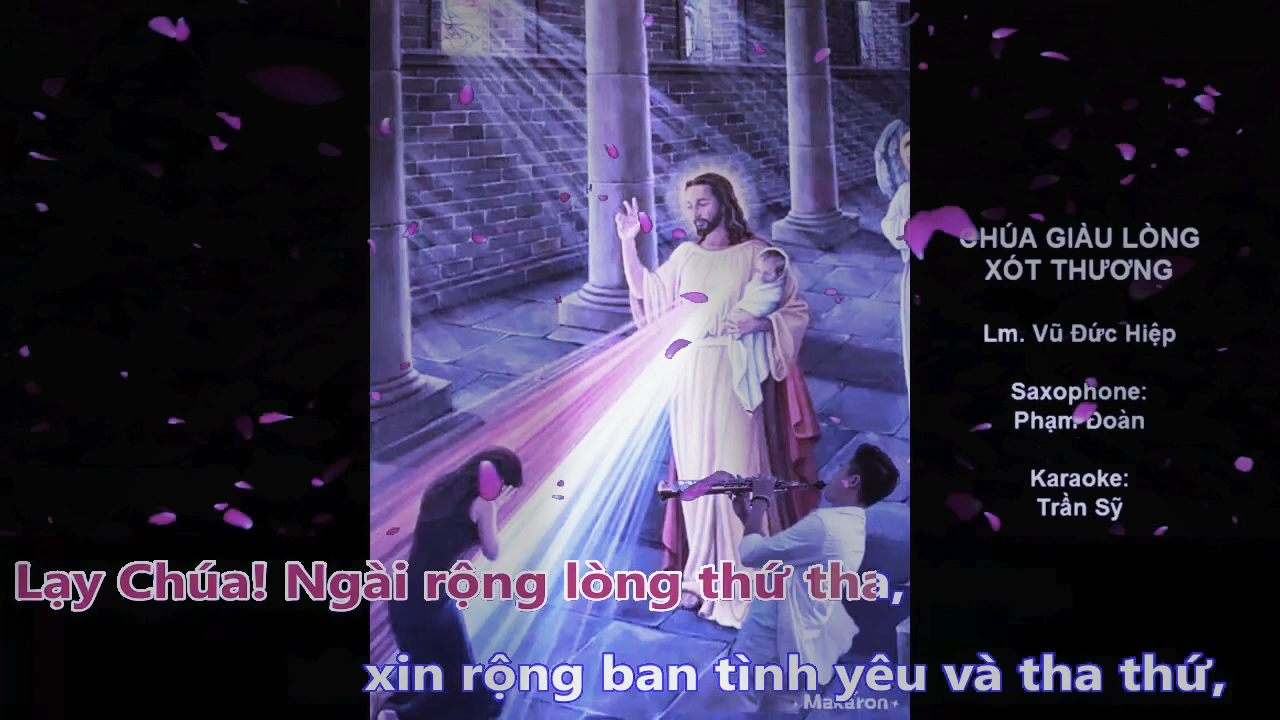 CHÚA GIÀU LÒNG
XÓT THƯƠNG
Lm. Vũ Đức Hiệp
Saxophone:
Phạm Đoàn
Karaoke:
Trần Sỹ
Lạy Chúa! Ngài rộng lòng thứ tha,
xin rộng ban tình yêu và tha thứ,
Makaron